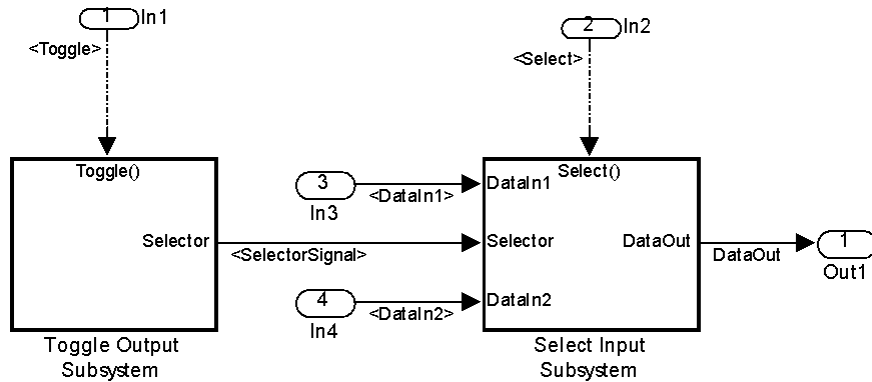 1
In1
<Toggle>
2
In2
<Select>
Toggle()
Selector
Toggle Output
Subsystem
<SelectorSignal>
3
In3
<DataIn1>
4
In4
<DataIn2>
Select()
DataIn1
Selector
DataIn2
DataOut
Select Input
Subsystem
DataOut
1
Out1